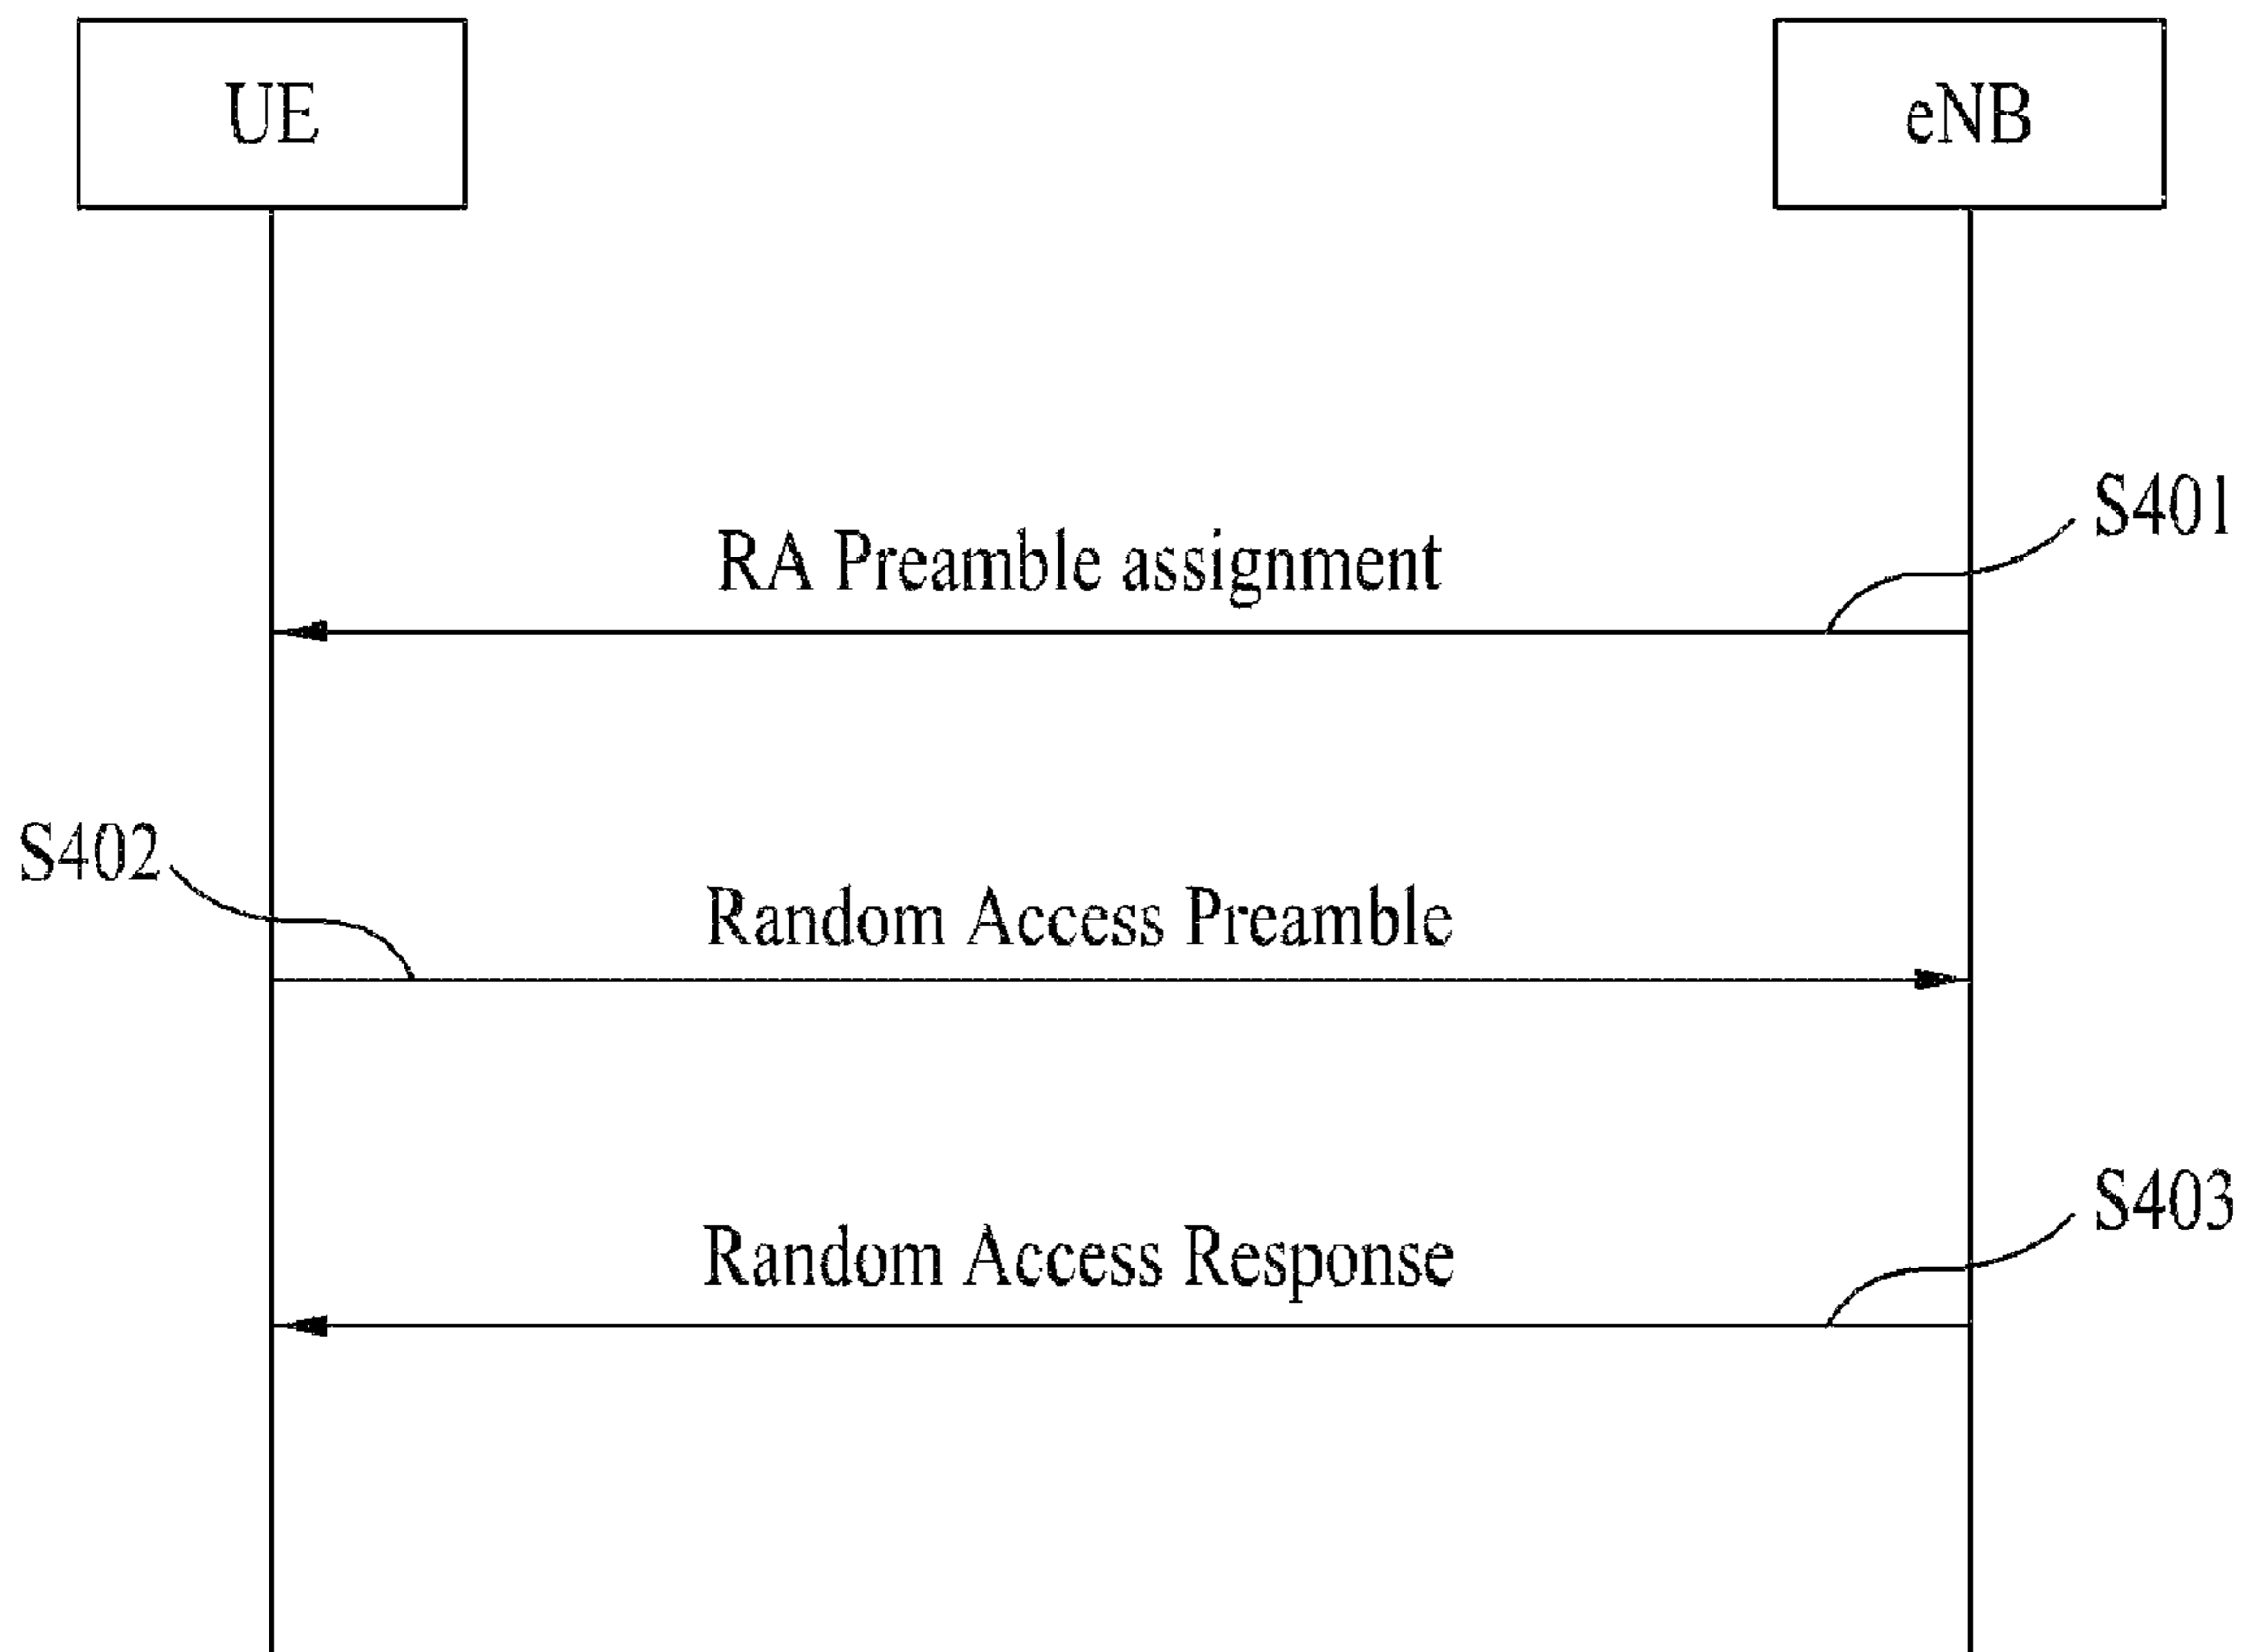 UE
eNB
S401
RA Preamble assignment
S402
Random Access Preamble
S403
Random Access Response